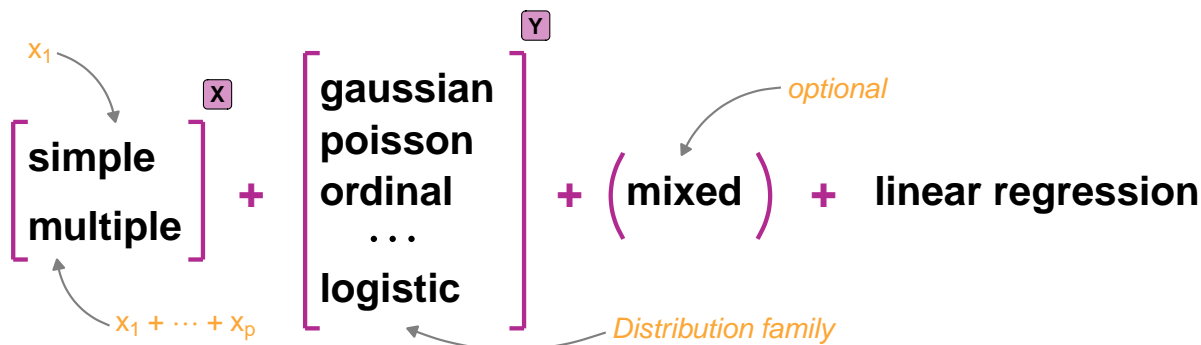 x₁
X
simple
multiple
x₁ + ⋯ + xₚ
+
Y
gaussian
poisson
ordinal
...
logistic
Distribution family
+
optional
(mixed)
+
linear regression